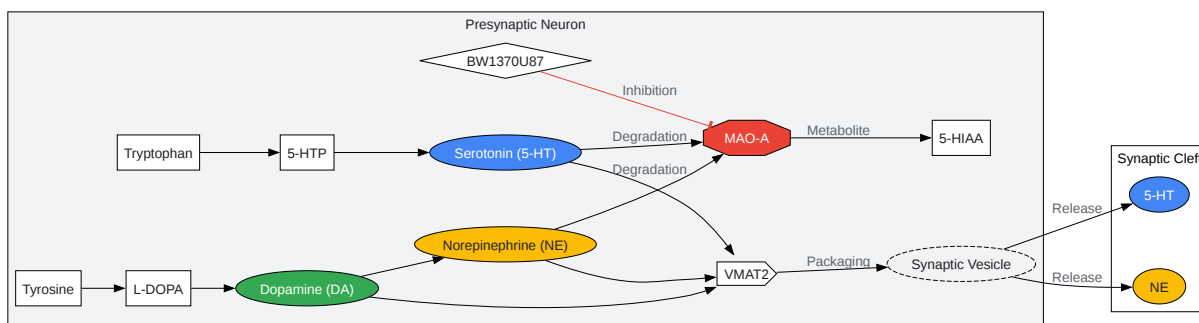 Presynaptic Neuron
BW1370U87
Inhibition
Tryptophan
5-HTP
Serotonin (5-HT)
Degradation
MAO-A
Metabolite
5-HIAA
Degradation
Synaptic Cleft
5-HT
Release
Norepinephrine (NE)
Tyrosine
L-DOPA
Dopamine (DA)
VMAT2
Packaging
Synaptic Vesicle
Release
NE